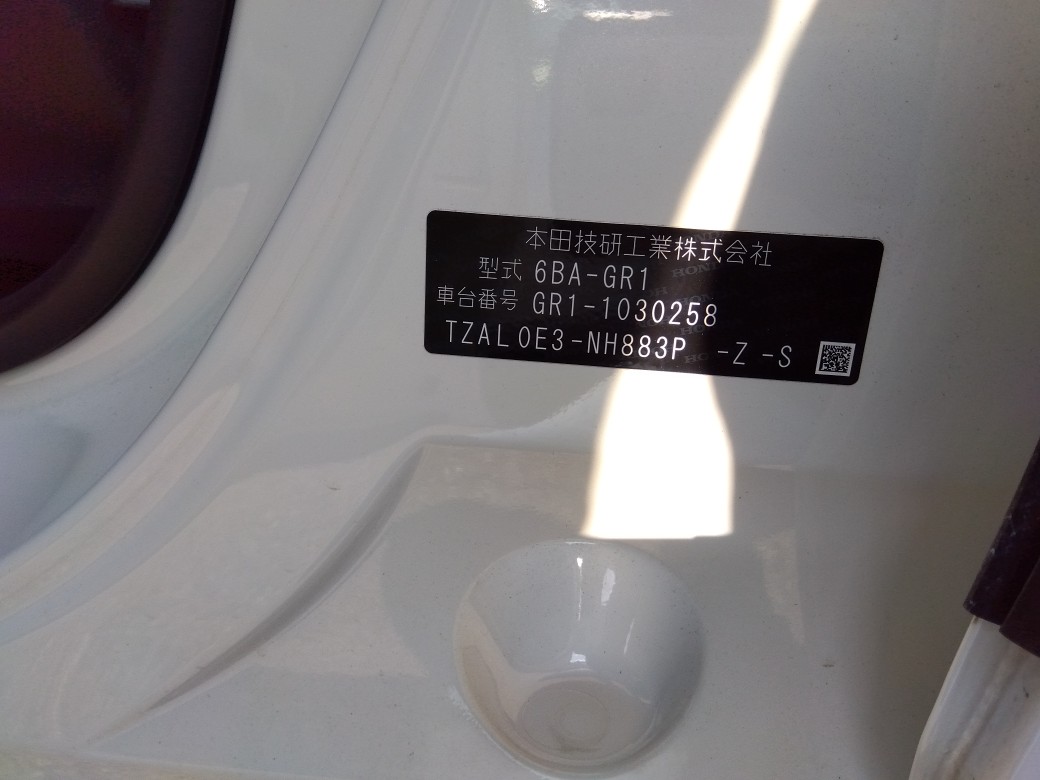 本田技研工業株式会社
型式 6BA-GR1
車台番号 GR1-1030258
TZAL0E3-NH883P -Z -S